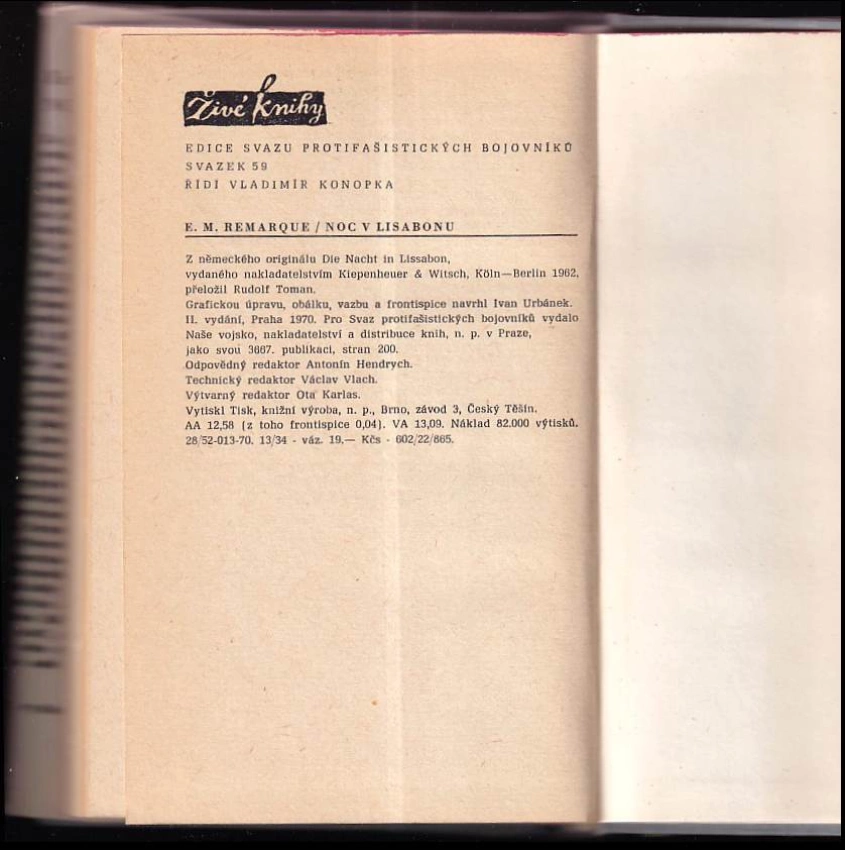 Živé knihy
EDICE SVAZU PROTIFAŠISTICKÝCH BOJOVNÍKŮ
SVAZEK 59
ŘÍDÍ VLADIMÍR KONOPKA
E. M. REMARQUE / NOC V LISABONU
Z německého originálu Die Nacht in Lissabon,
vydaného nakladatelstvím Kiepenheuer & Witsch, Köln—Berlin 1962,
přeložil Rudolf Toman.
Grafickou úpravu, obálku, vazbu a frontispice navrhl Ivan Urbánek.
II. vydání, Praha 1970. Pro Svaz protifašistických bojovníků vydalo
Naše vojsko, nakladatelství a distribuce knih, n. p. v Praze,
jako svou 3667. publikaci, stran 200.
Odpovědný redaktor Antonín Hendrych.
Technický redaktor Václav Vlach.
Výtvarný redaktor Ota Karlas.
Vytiskl Tisk, knižní výroba, n. p., Brno, závod 3, Český Těšín.
AA 12,58 (z toho frontispice 0,04). VA 13,09. Náklad 82.000 výtisků.
28/52-013-70. 13/34 - váz. 19.— Kčs - 602/22/865.